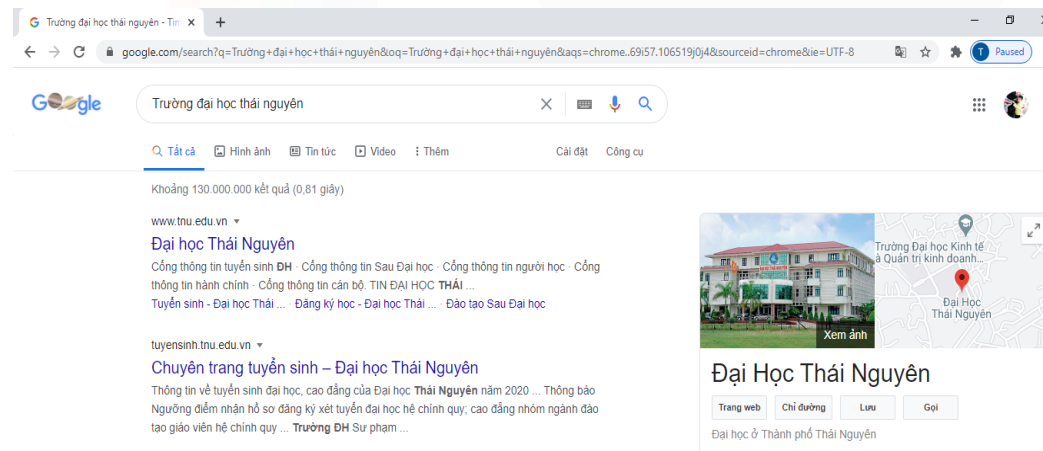 Trường đại học thái nguyên - Tìm
google.com/search?q=Trường+đại+học+thái+nguyên&oq=Trường+đại+học+thái+nguyên&aqs=chrome..69i57.106519j0j4&sourceid=chrome&ie=UTF-8
T Paused
Google
Trường đại học thái nguyên
Tất cả Hình ảnh Tin tức Video Thêm Cài đặt Công cụ
Khoảng 130.000.000 kết quả (0,81 giây)
www.tnu.edu.vn
Đại học Thái Nguyên
Cổng thông tin tuyển sinh ĐH · Cổng thông tin Sau Đại học · Cổng thông tin người học · Cổng
thông tin hành chính · Cổng thông tin cán bộ. TIN ĐẠI HỌC THÁI ...
Tuyển sinh - Đại học Thái ... · Đăng ký học - Đại học Thái ... · Đào tạo Sau Đại học
tuyensinh.tnu.edu.vn
Chuyên trang tuyển sinh – Đại học Thái Nguyên
Thông tin về tuyển sinh đại học, cao đẳng của Đại học Thái Nguyên năm 2020 ... Thông báo
Ngưỡng điểm nhận hồ sơ đăng ký xét tuyển đại học hệ chính quy; cao đẳng nhóm ngành đào
tạo giáo viên hệ chính quy ... Trường ĐH Sư phạm ...
Trường Đại học Kinh tế
à Quản trị kinh doanh...
Đại Học
Thái Nguyên
Xem ảnh
Đại Học Thái Nguyên
Trang web Chỉ đường Lưu Gọi
Đại học ở Thành phố Thái Nguyên